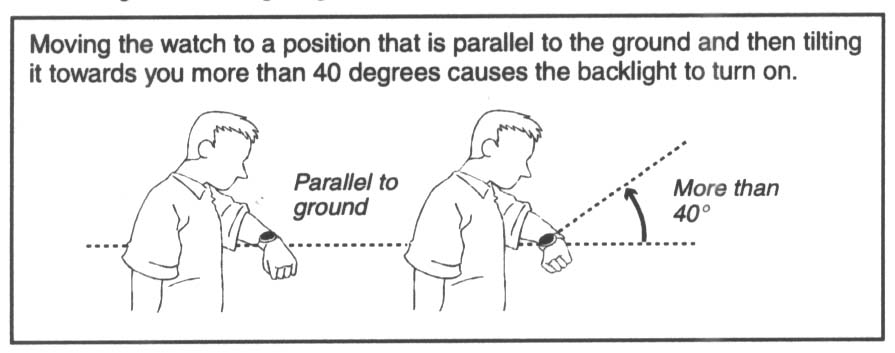 Moving the watch to a position that is parallel to the ground and then tilting
it towards you more than 40 degrees causes the backlight to turn on.
Parallel to
ground
More than
40°